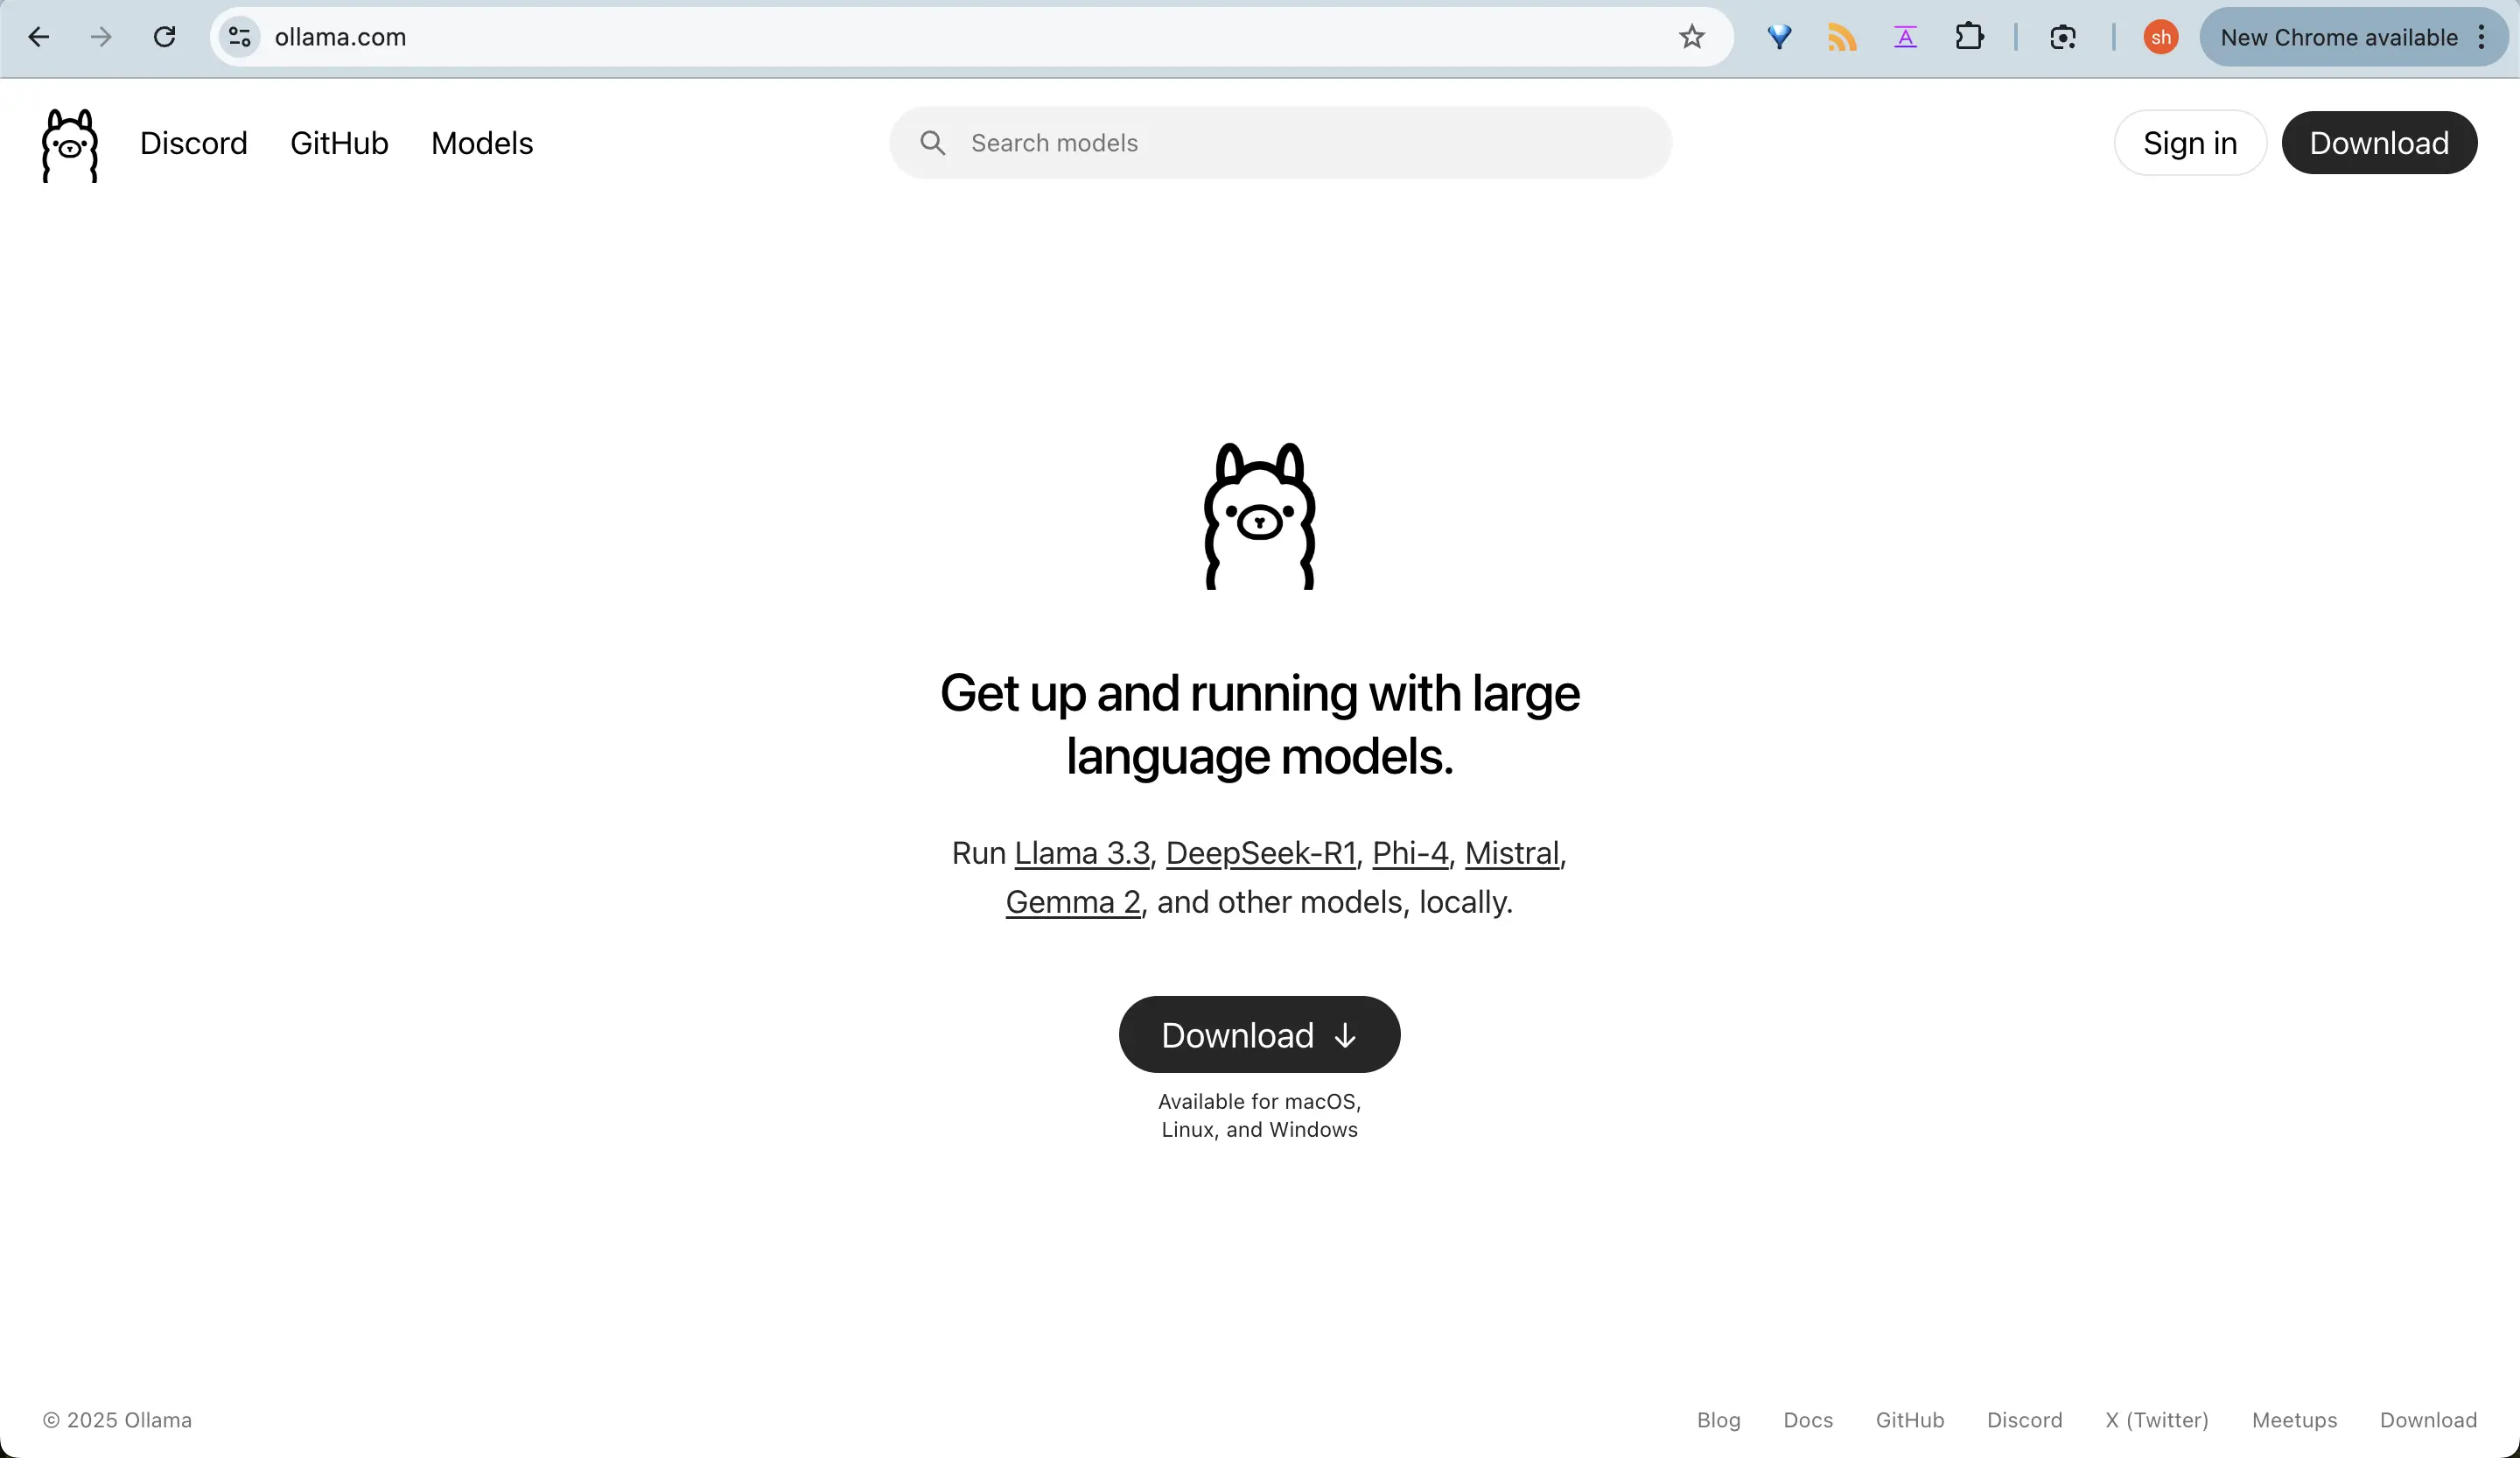 ollama.com
sh
New Chrome available
Discord
GitHub
Models
Search models
Sign in
Download
Get up and running with large
language models.
Run Llama 3.3, DeepSeek-R1, Phi-4, Mistral,
Gemma 2, and other models, locally.
Download
Available for macOS,
Linux, and Windows
© 2025 Ollama
Blog
Docs
GitHub
Discord
X (Twitter)
Meetups
Download